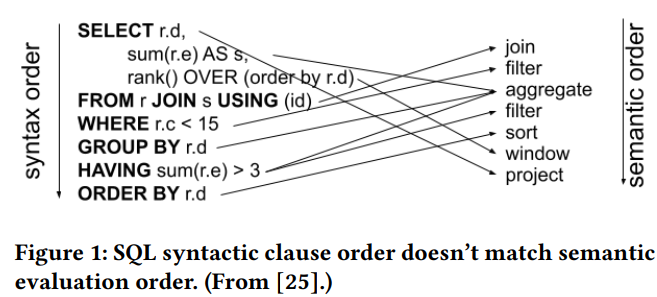 syntax order
SELECT r.d,
sum(r.e) AS s,
rank() OVER (order by r.d)
FROM r JOIN s USING (id)
WHERE r.c < 15
GROUP BY r.d
HAVING sum(r.e) > 3
ORDER BY r.d
join
filter
aggregate
filter
sort
window
project
semantic order
Figure 1: SQL syntactic clause order doesn't match semantic
evaluation order. (From [25].)